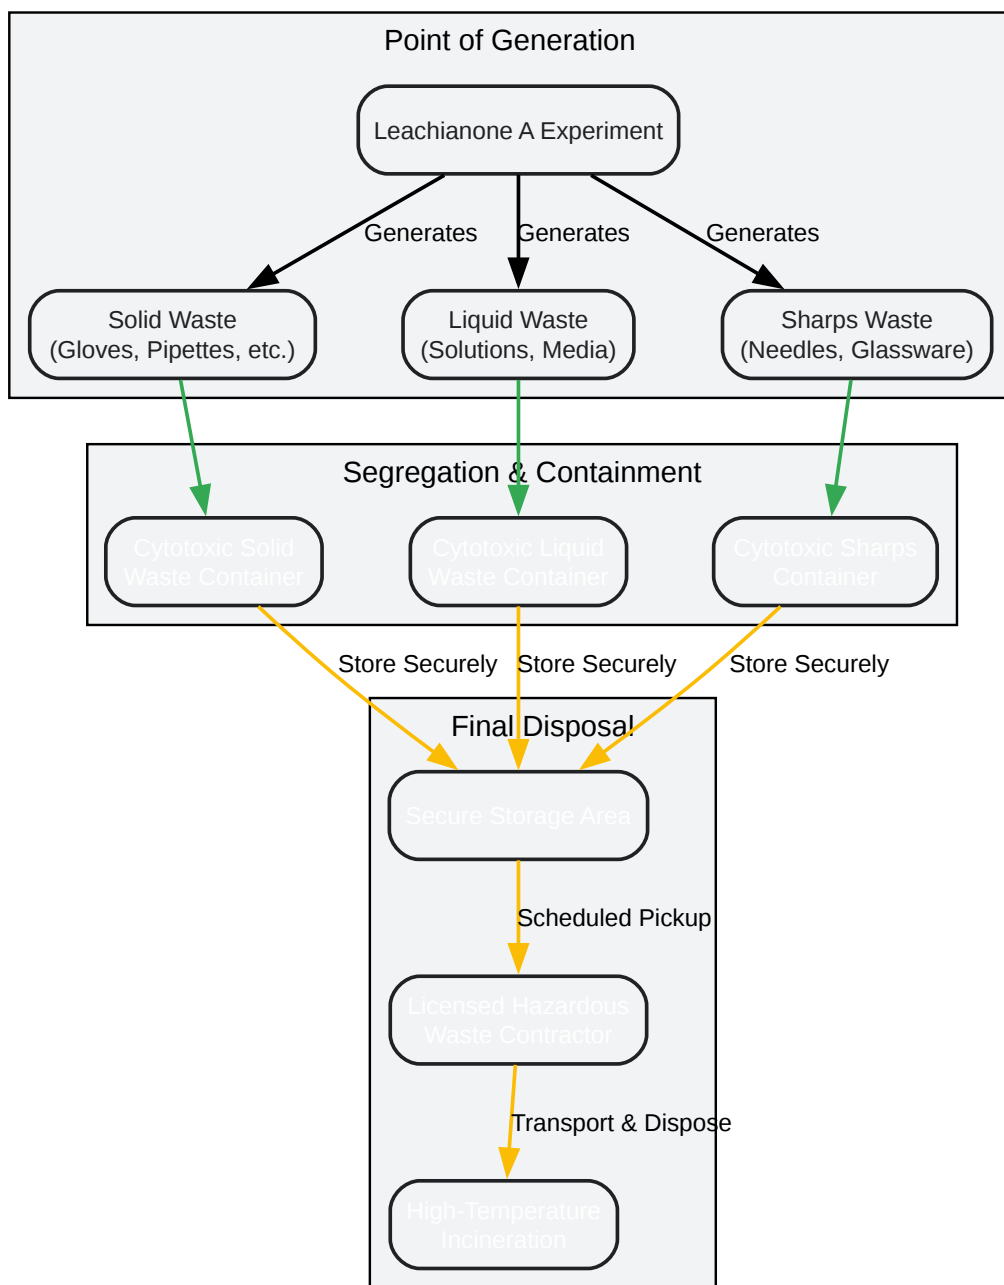 Point of Generation
Leachianone A Experiment
Generates
Generates
Generates
Solid Waste
(Gloves, Pipettes, etc.)
Liquid Waste
(Solutions, Media)
Sharps Waste
(Needles, Glassware)
Segregation & Containment
Cytotoxic Solid
Waste Container
Cytotoxic Liquid
Waste Container
Cytotoxic Sharps
Container
Store Securely
Store Securely
Store Securely
Final Disposal
Secure Storage Area
Scheduled Pickup
Licensed Hazardous
Waste Contractor
Transport & Dispose
High-Temperature
Incineration